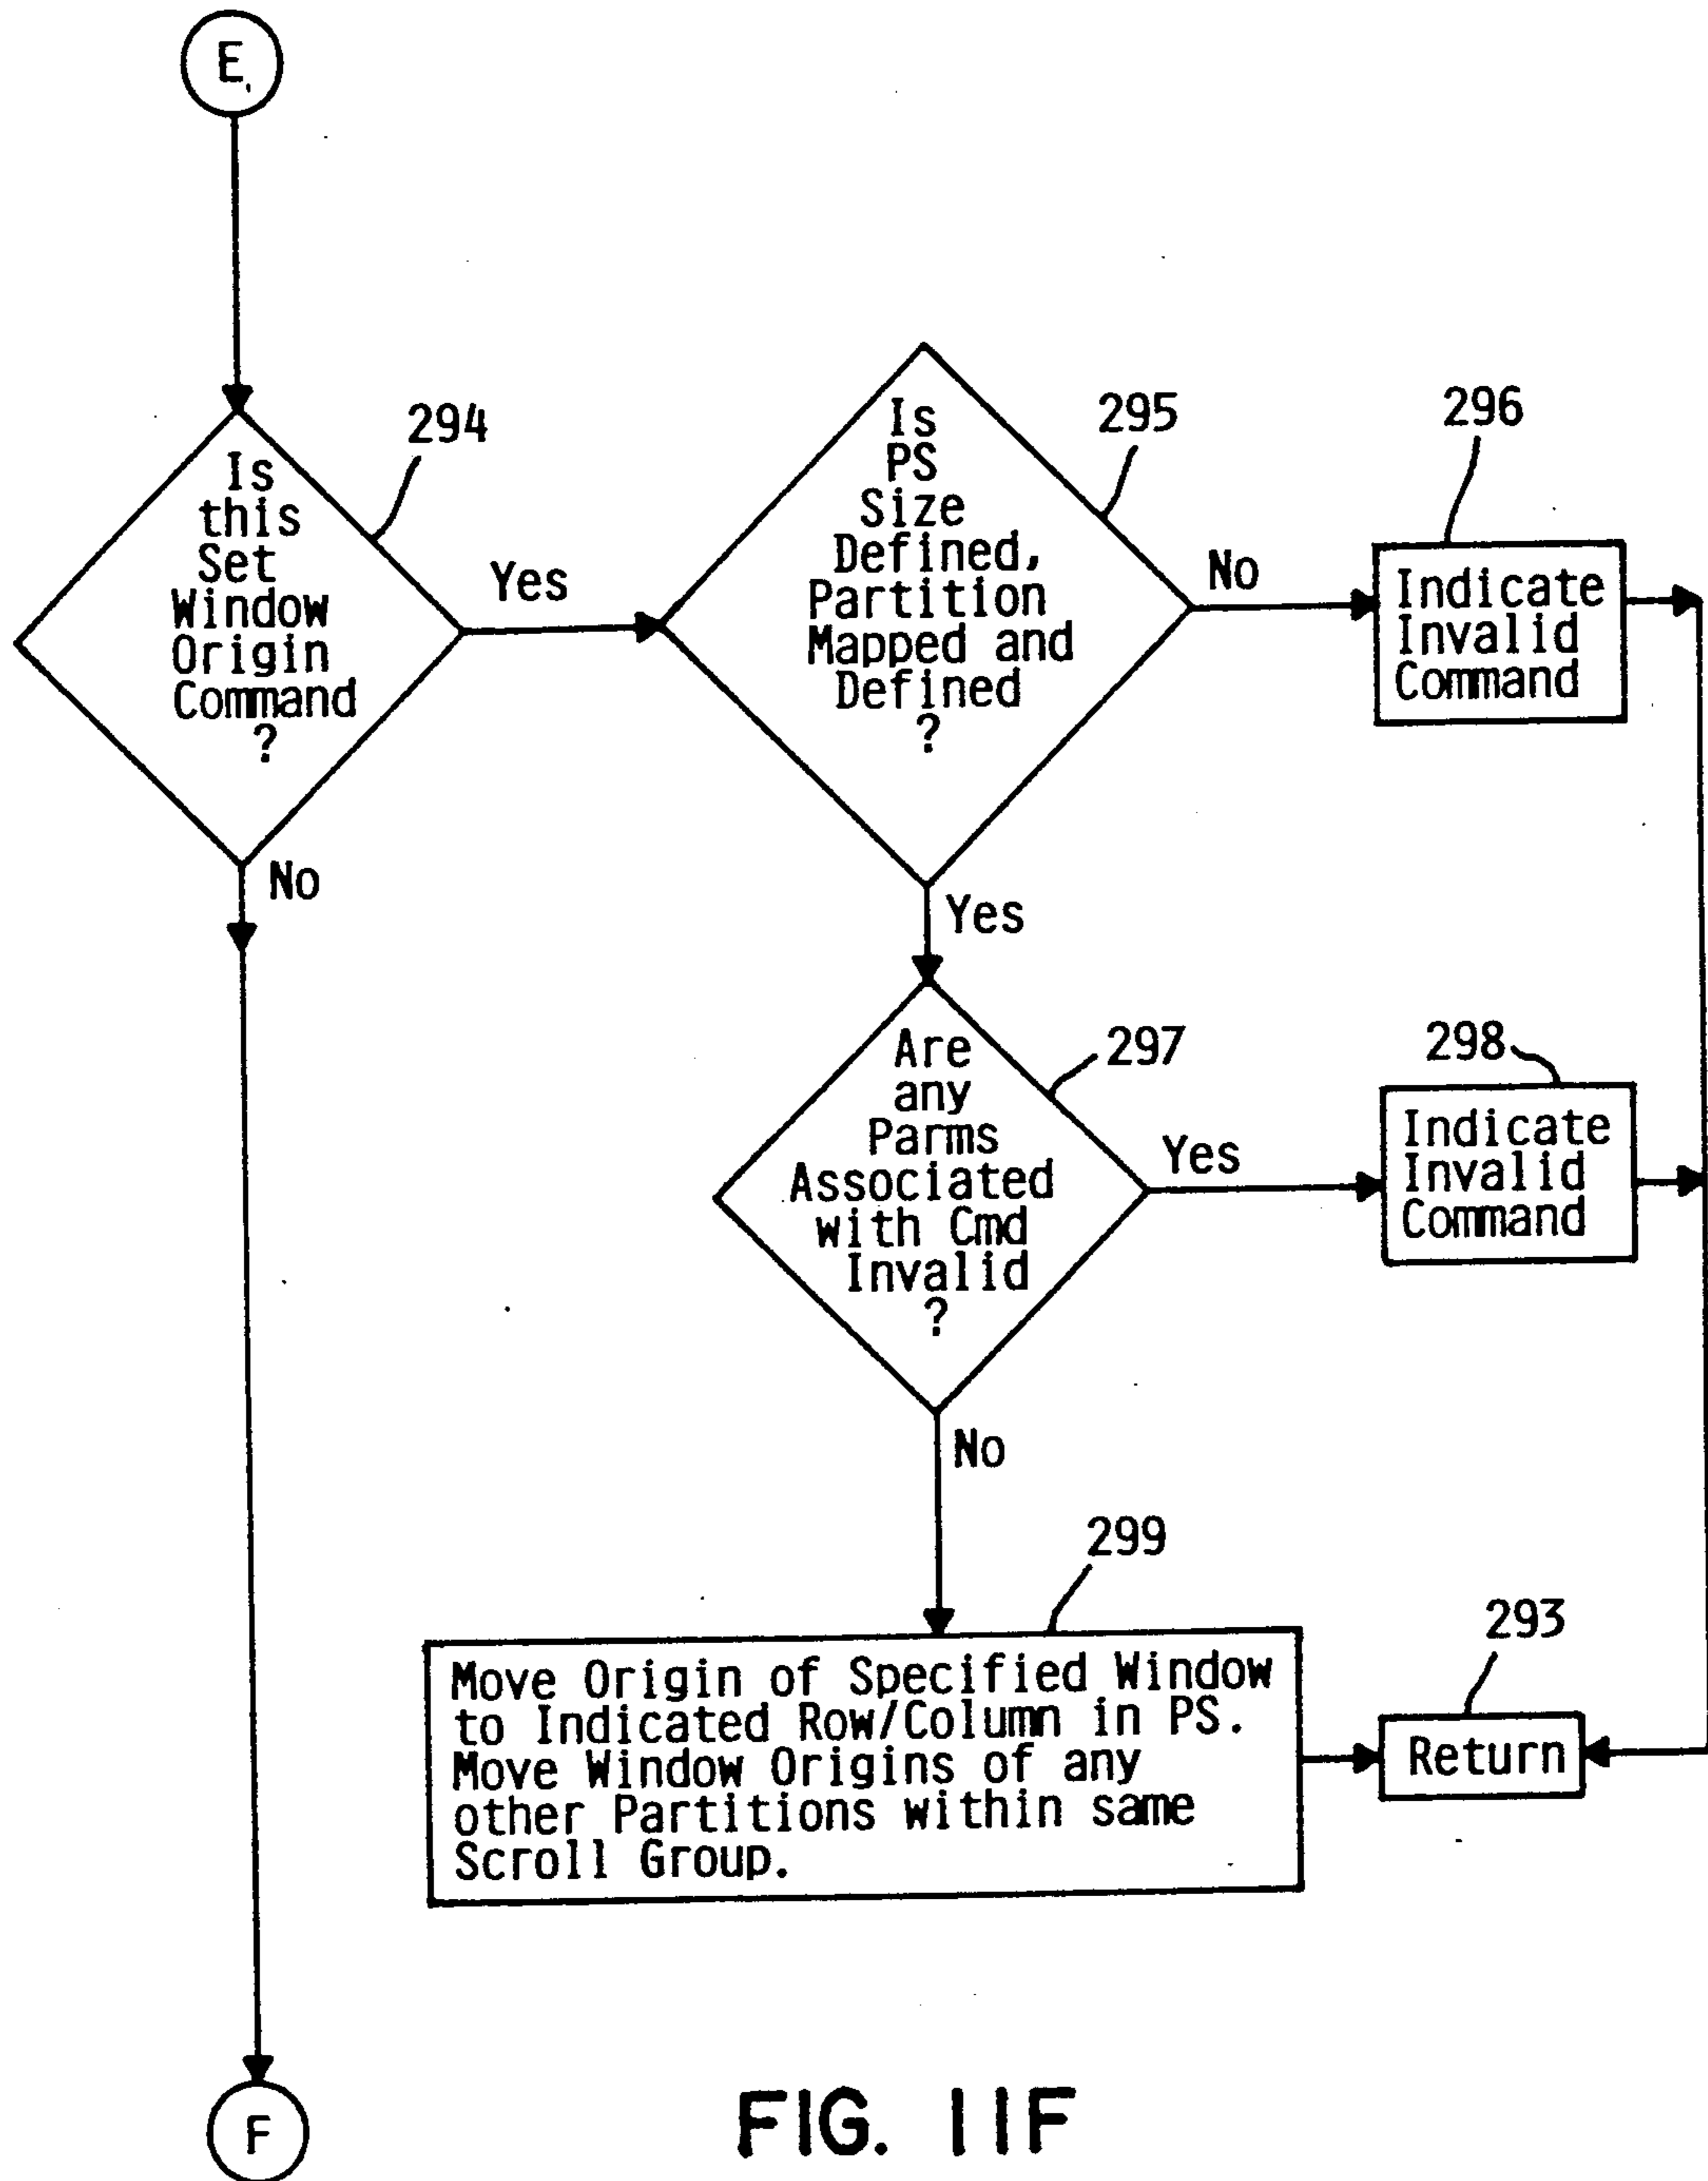 E
294
Is
this
Set
Window
Origin
Command
?
Yes
No
295
Is
PS
Size
Defined,
Partition
Mapped and
Defined
?
No
Yes
296
Indicate
Invalid
Command
297
Are
any
Parms
Associated
with Cmd
Invalid
?
Yes
No
298
Indicate
Invalid
Command
299
Move Origin of Specified Window
to Indicated Row/Column in PS.
Move Window Origins of any
other Partitions within same
Scroll Group.
293
Return
F
FIG. 11F